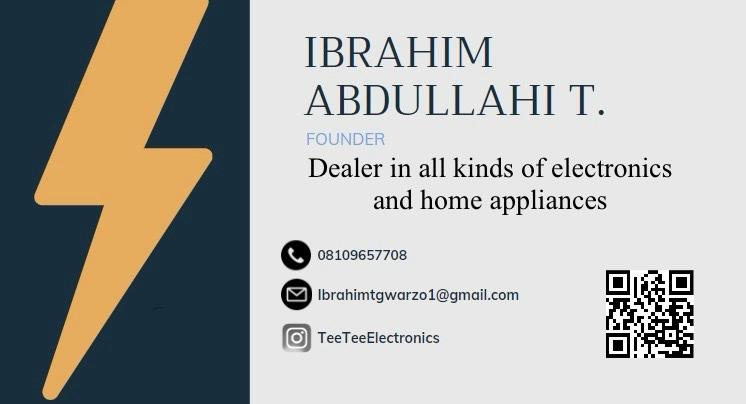 IBRAHIM
ABDULLAHI T.
FOUNDER
Dealer in all kinds of electronics
and home appliances
08109657708
Ibrahimtgwarzo1@gmail.com
TeeTeeElectronics